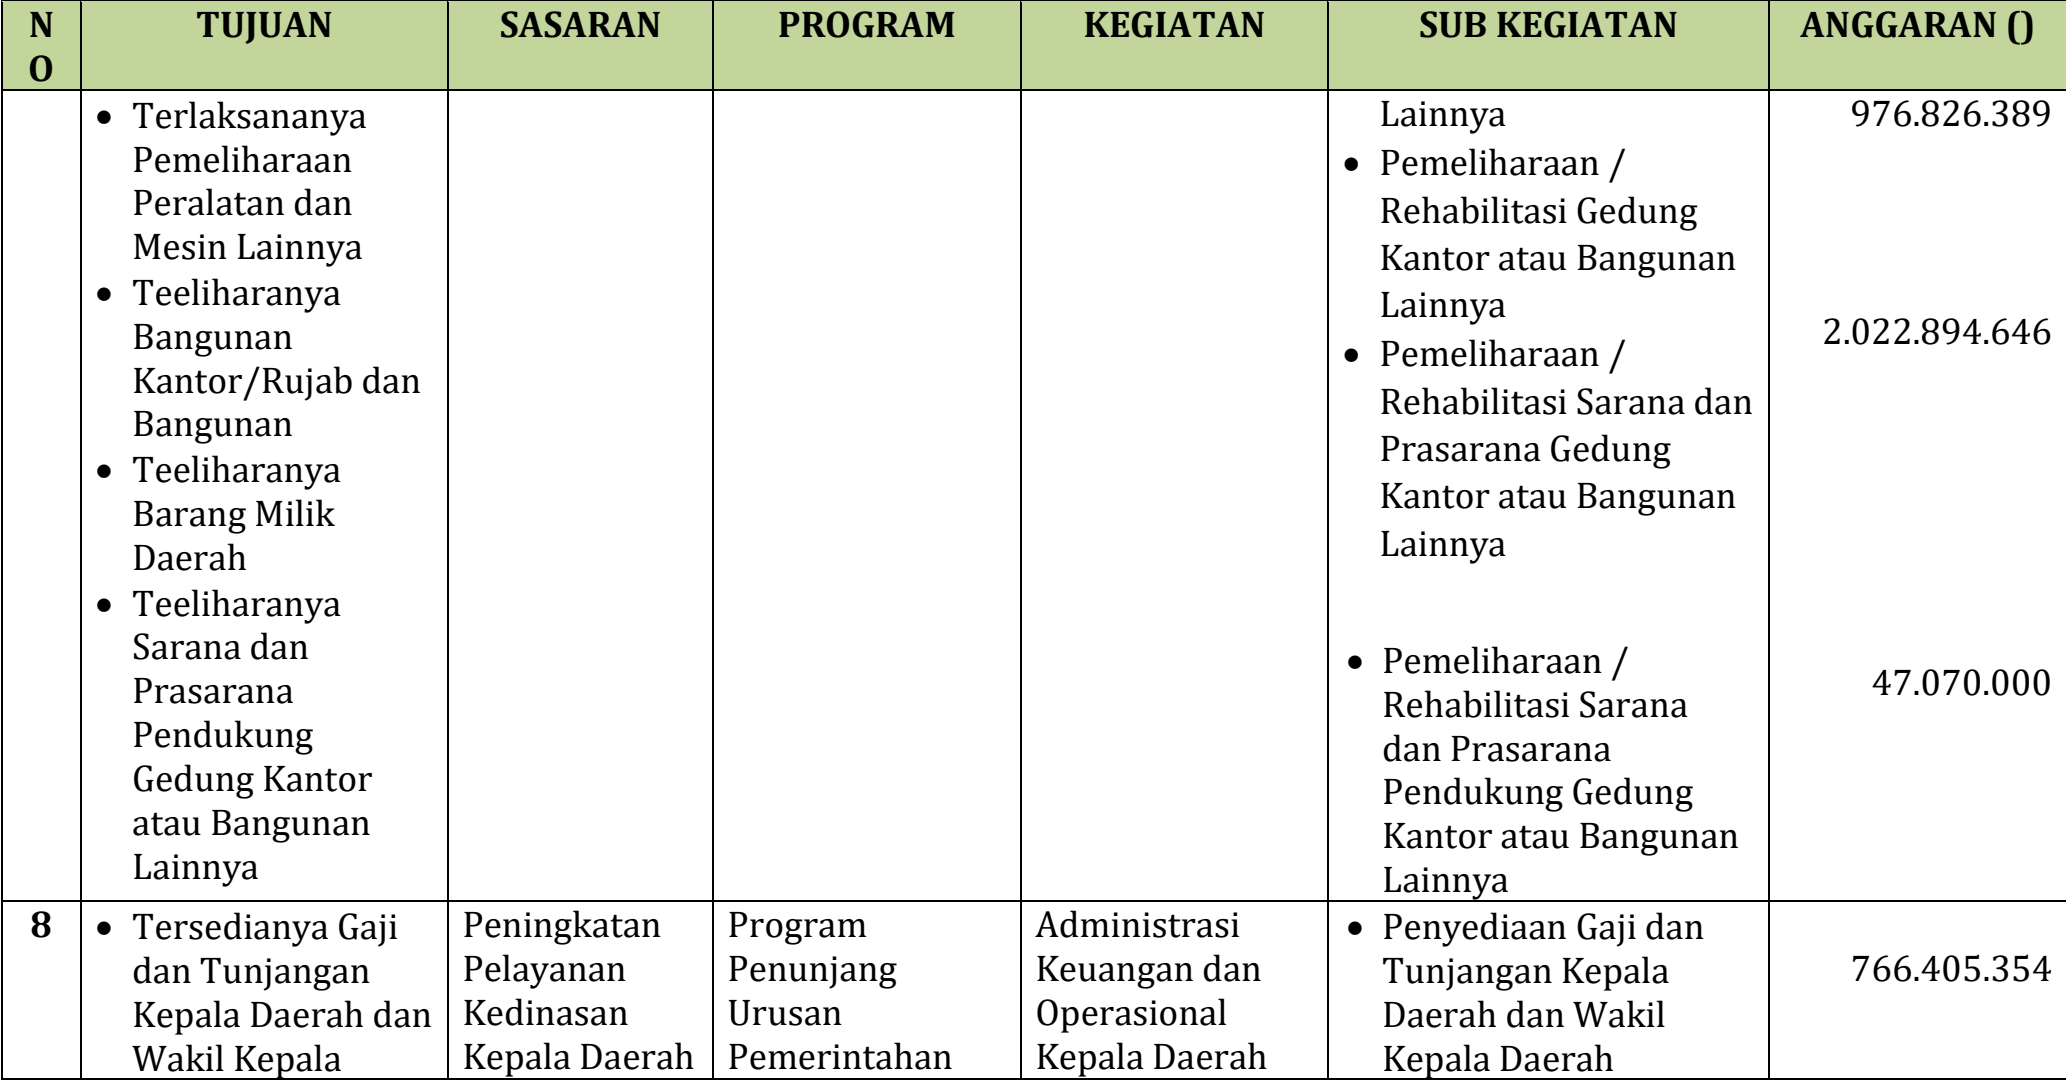 NO TUJUAN SASARAN PROGRAM KEGIATAN SUB KEGIATAN ANGGARAN ()
• Terlaksananya
Pemeliharaan
Peralatan dan
Mesin Lainnya
• Teeliharanya
Bangunan
Kantor/Rujab dan
Bangunan
• Teeliharanya
Barang Milik
Daerah
• Teeliharanya
Sarana dan
Prasarana
Pendukung
Gedung Kantor
atau Bangunan
Lainnya
Lainnya
• Pemeliharaan /
Rehabilitasi Gedung
Kantor atau Bangunan
Lainnya
• Pemeliharaan /
Rehabilitasi Sarana dan
Prasarana Gedung
Kantor atau Bangunan
Lainnya
• Pemeliharaan /
Rehabilitasi Sarana
dan Prasarana
Pendukung Gedung
Kantor atau Bangunan
Lainnya
976.826.389
2.022.894.646
47.070.000
8
• Tersedianya Gaji
dan Tunjangan
Kepala Daerah dan
Wakil Kepala
Peningkatan
Pelayanan
Kedinasan
Kepala Daerah
Program
Penunjang
Urusan
Pemerintahan
Administrasi
Keuangan dan
Operasional
Kepala Daerah
• Penyediaan Gaji dan
Tunjangan Kepala
Daerah dan Wakil
Kepala Daerah
766.405.354